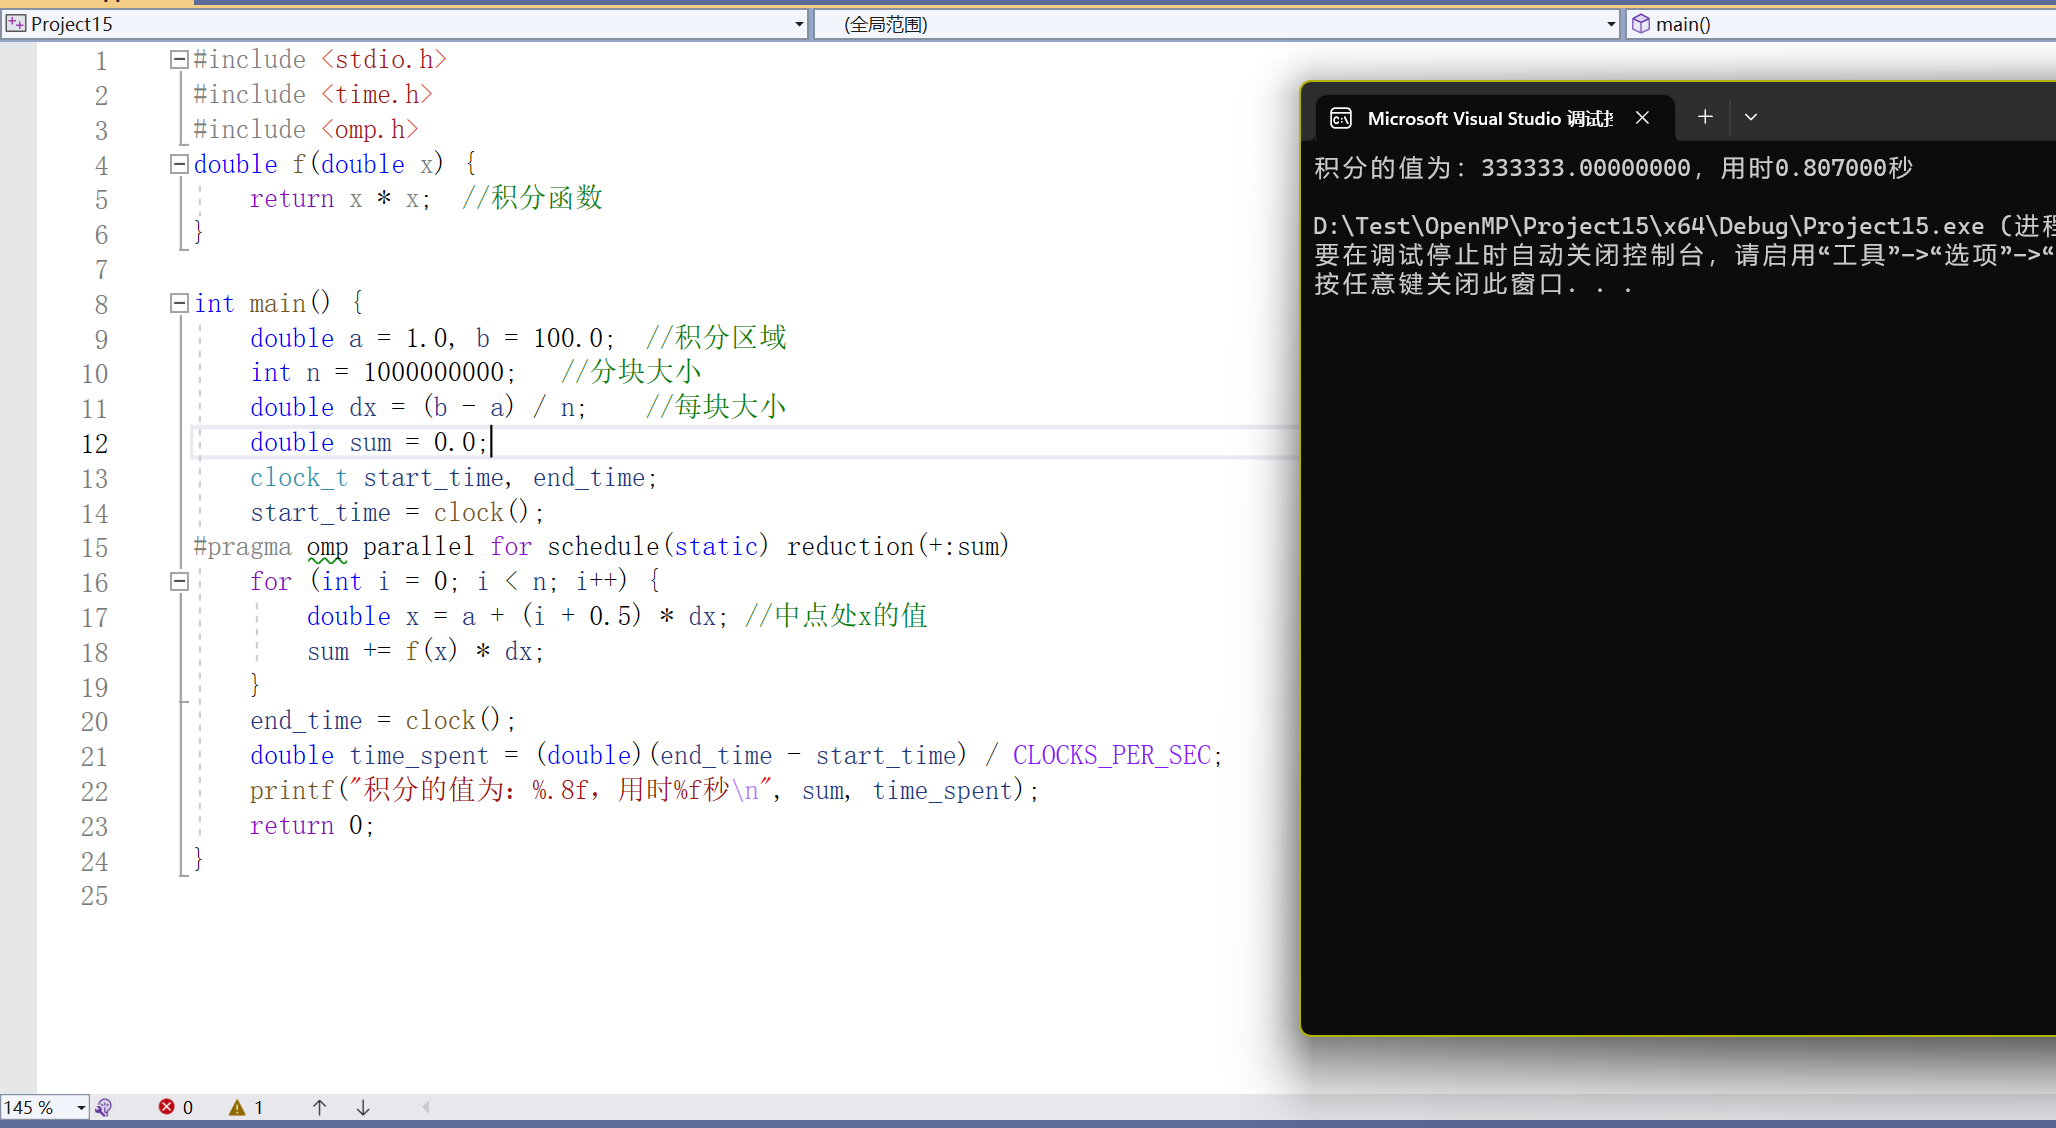 Project15
(全局范围)
main()
1 #include <stdio.h>
2 #include <time.h>
3 #include <omp.h>
4 double f(double x) {
5     return x * x;  //积分函数
6 }
7
8 int main() {
9     double a = 1.0, b = 100.0;  //积分区域
10     int n = 1000000000;   //分块大小
11     double dx = (b - a) / n;    //每块大小
12     double sum = 0.0;
13     clock_t start_time, end_time;
14     start_time = clock();
15 #pragma omp parallel for schedule(static) reduction(+:sum)
16     for (int i = 0; i < n; i++) {
17         double x = a + (i + 0.5) * dx; //中点处x的值
18         sum += f(x) * dx;
19     }
20     end_time = clock();
21     double time_spent = (double)(end_time - start_time) / CLOCKS_PER_SEC;
22     printf("积分的值为：%.8f，用时%f秒\n", sum, time_spent);
23     return 0;
24 }
25
Microsoft Visual Studio 调试
积分的值为：333333.00000000，用时0.807000秒
D:\Test\OpenMP\Project15\x64\Debug\Project15.exe (进程
要在调试停止时自动关闭控制台，请启用“工具”->“选项”->“
按任意键关闭此窗口. . .
145 %
0
1